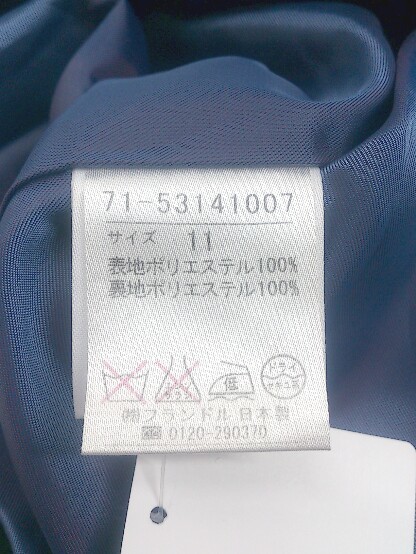 71-53141007
サイズ 11
表地ポリエステル100%
裏地ポリエステル100%
低 ドライ
㈱フランドル 日本製
☎ 0120-290370